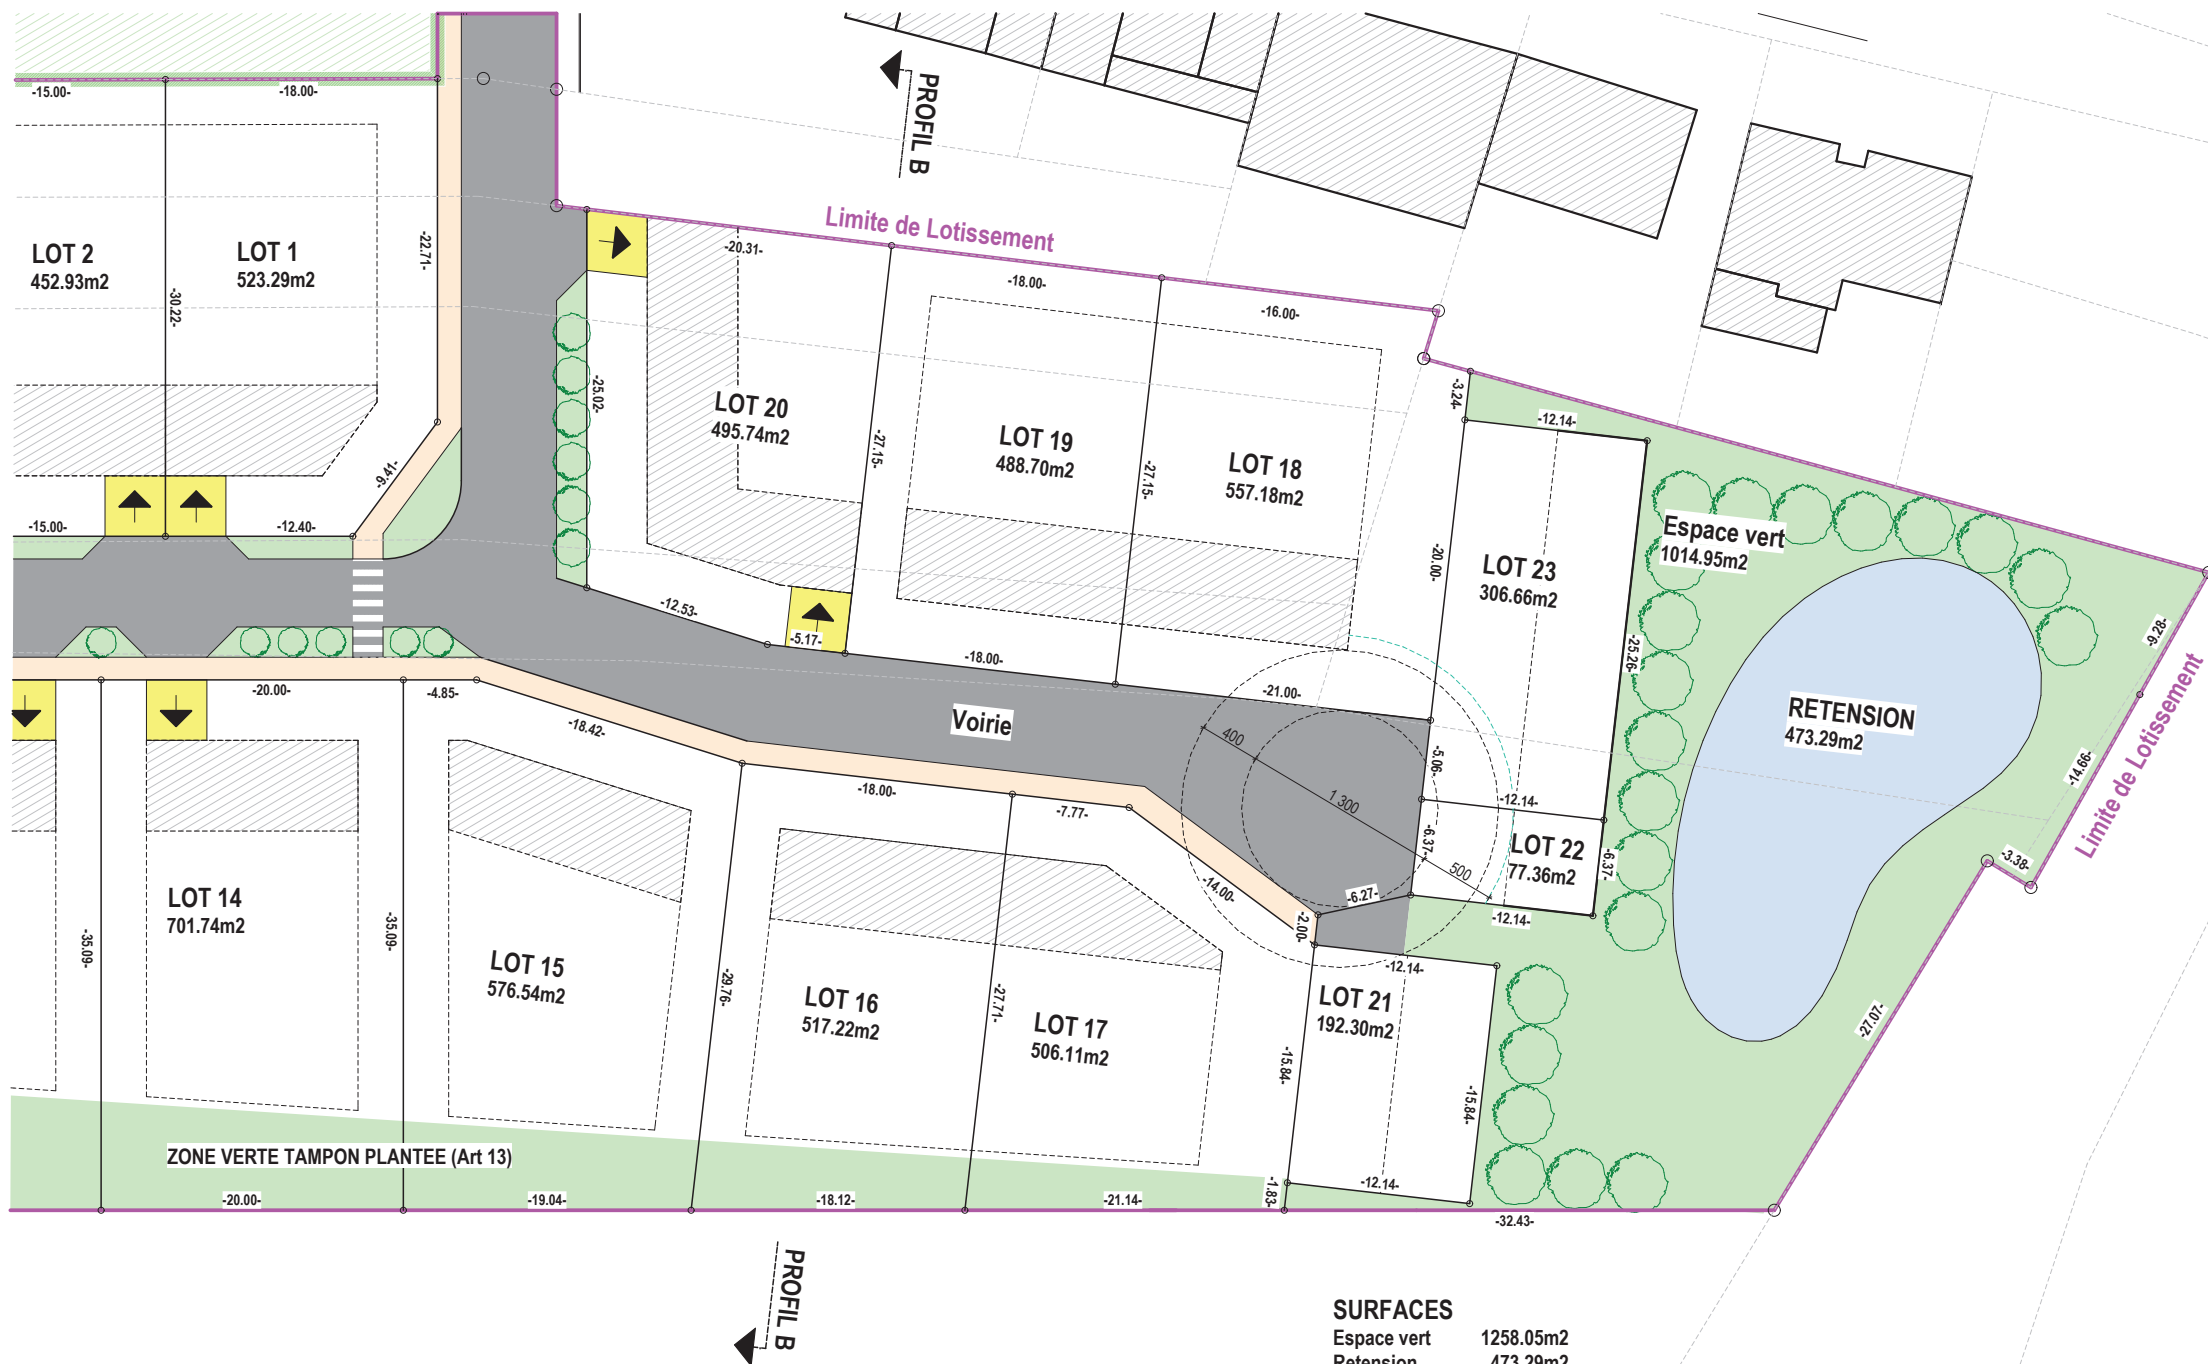 -15.00-
-18.00-
PROFIL B
Limite de Lotissement
LOT 2
452.93m2
LOT 1
523.29m2
-22.71-
-30.22-
-20.31-
-18.00-
-16.00-
-25.02-
LOT 20
495.74m2
-27.15-
LOT 19
488.70m2
-27.15-
LOT 18
557.18m2
-3.24-
-12.14-
-9.41-
-15.00-
-12.40-
Espace vert
1014.95m2
-20.00-
LOT 23
306.66m2
-12.53-
-5.17-
-18.00-
-21.00-
-25.26-
-9.28-
Limite de Lotissement
-20.00-
-4.85-
-18.42-
Voirie
400
1 300
500
-5.06-
RETENSION
473.29m2
-14.66-
-18.00-
-7.77-
-12.14-
-6.37-
LOT 22
77.36m2
-6.37-
-3.38-
-14.00-
-6.27-
-2.00-
-12.14-
-12.14-
LOT 14
701.74m2
-35.09-
-35.09-
LOT 15
576.54m2
-29.76-
LOT 16
517.22m2
-27.71-
LOT 17
506.11m2
LOT 21
192.30m2
-15.84-
-15.84-
-27.07-
ZONE VERTE TAMPON PLANTEE (Art 13)
-12.14-
-1.83-
-20.00-
-19.04-
-18.12-
-21.14-
-32.43-
PROFIL B
SURFACES
Espace vert 1258.05m2
Retension 473.29m2